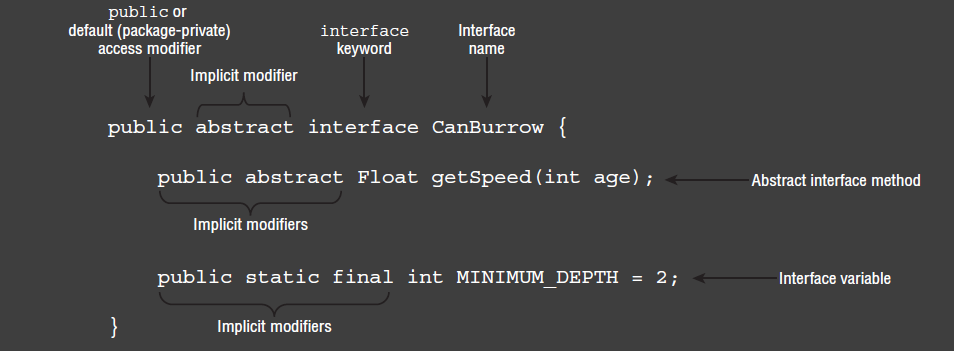 public or
default (package-private)
access modifier
interface
keyword
Interface
name
Implicit modifier
public abstract interface CanBurrow {
public abstract Float getSpeed(int age);
Abstract interface method
Implicit modifiers
public static final int MINIMUM_DEPTH = 2;
Interface variable
Implicit modifiers
}